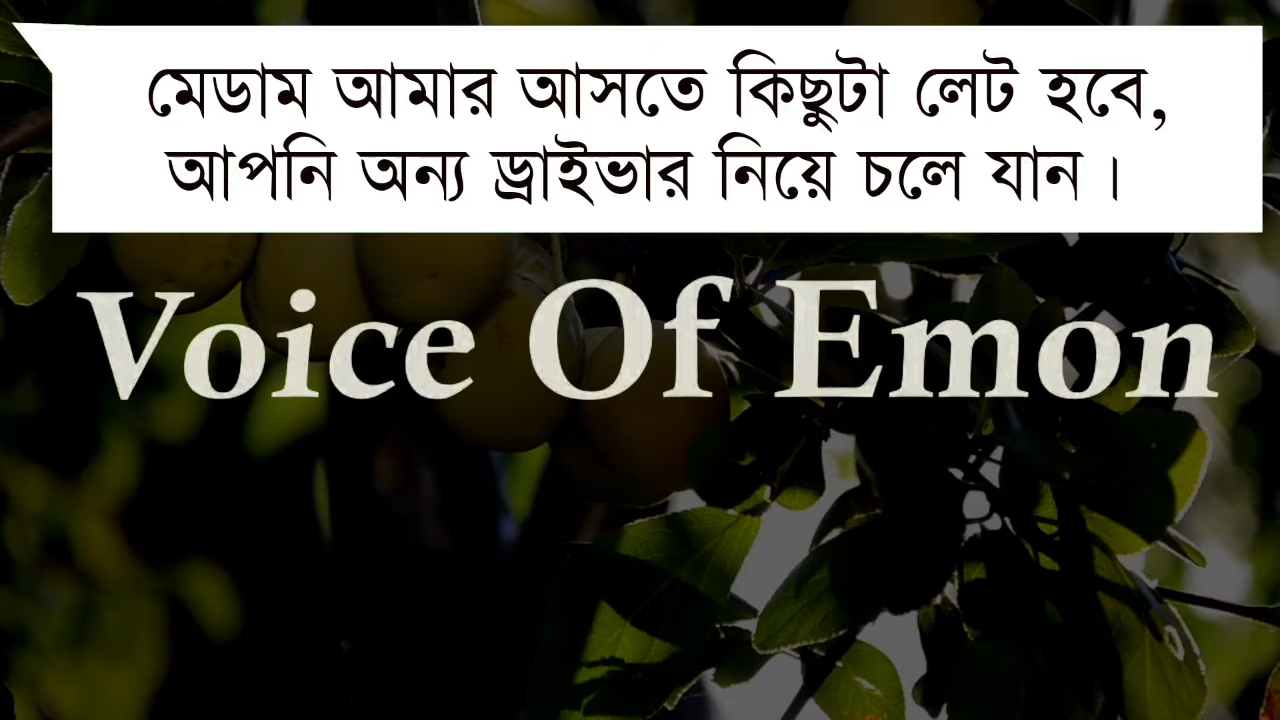 মেডাম আমার আসতে কিছুটা লেট হবে,
আপনি অন্য ড্রাইভার নিয়ে চলে যান।
Voice Of Emon